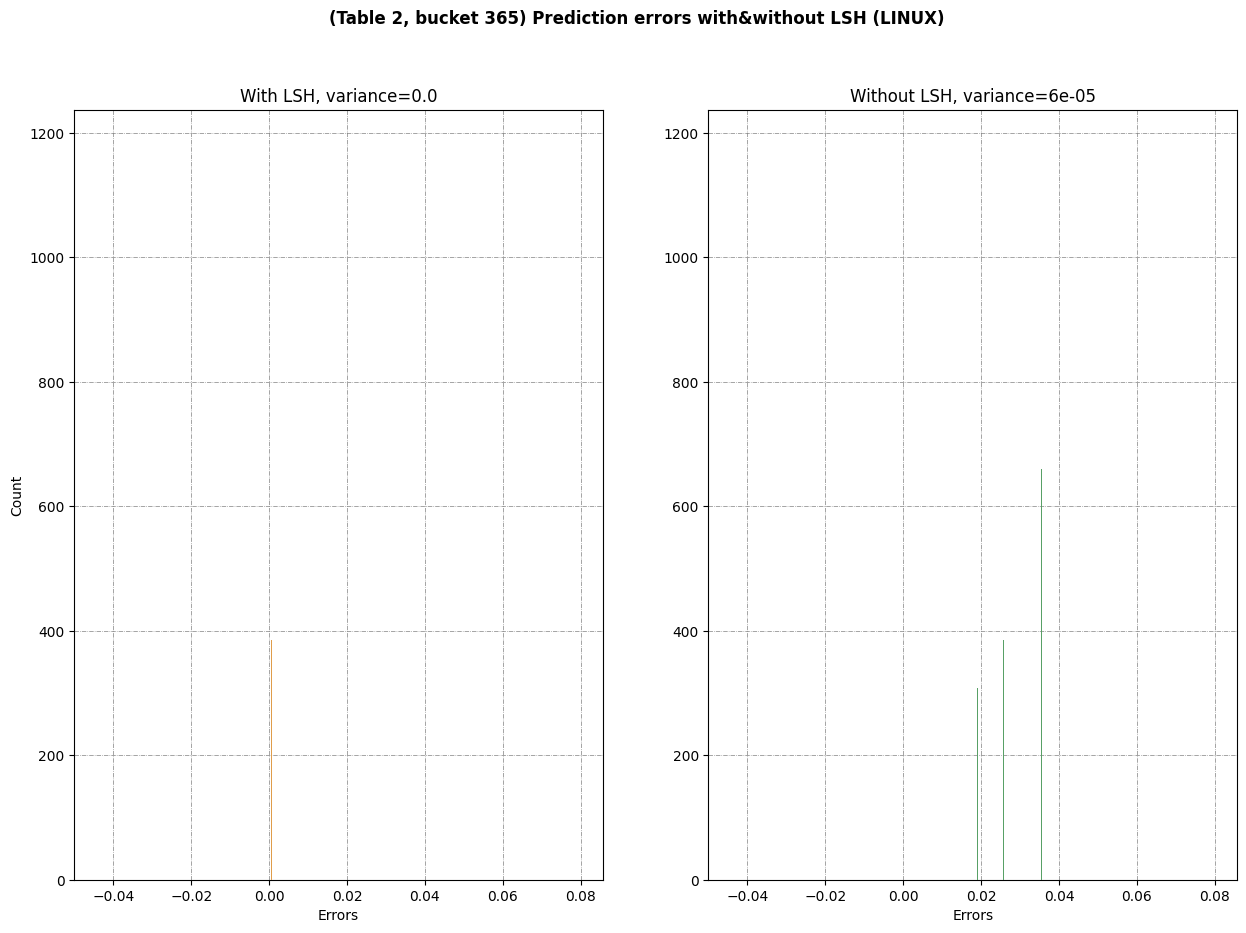 (Table 2, bucket 365) Prediction errors with&without LSH (LINUX)
With LSH, variance=0.0
1200
1000
800
600
400
200
0
Count
−0.04 −0.02 0.00 0.02 0.04 0.06 0.08
Errors
Without LSH, variance=6e-05
1200
1000
800
600
400
200
0
−0.04 −0.02 0.00 0.02 0.04 0.06 0.08
Errors